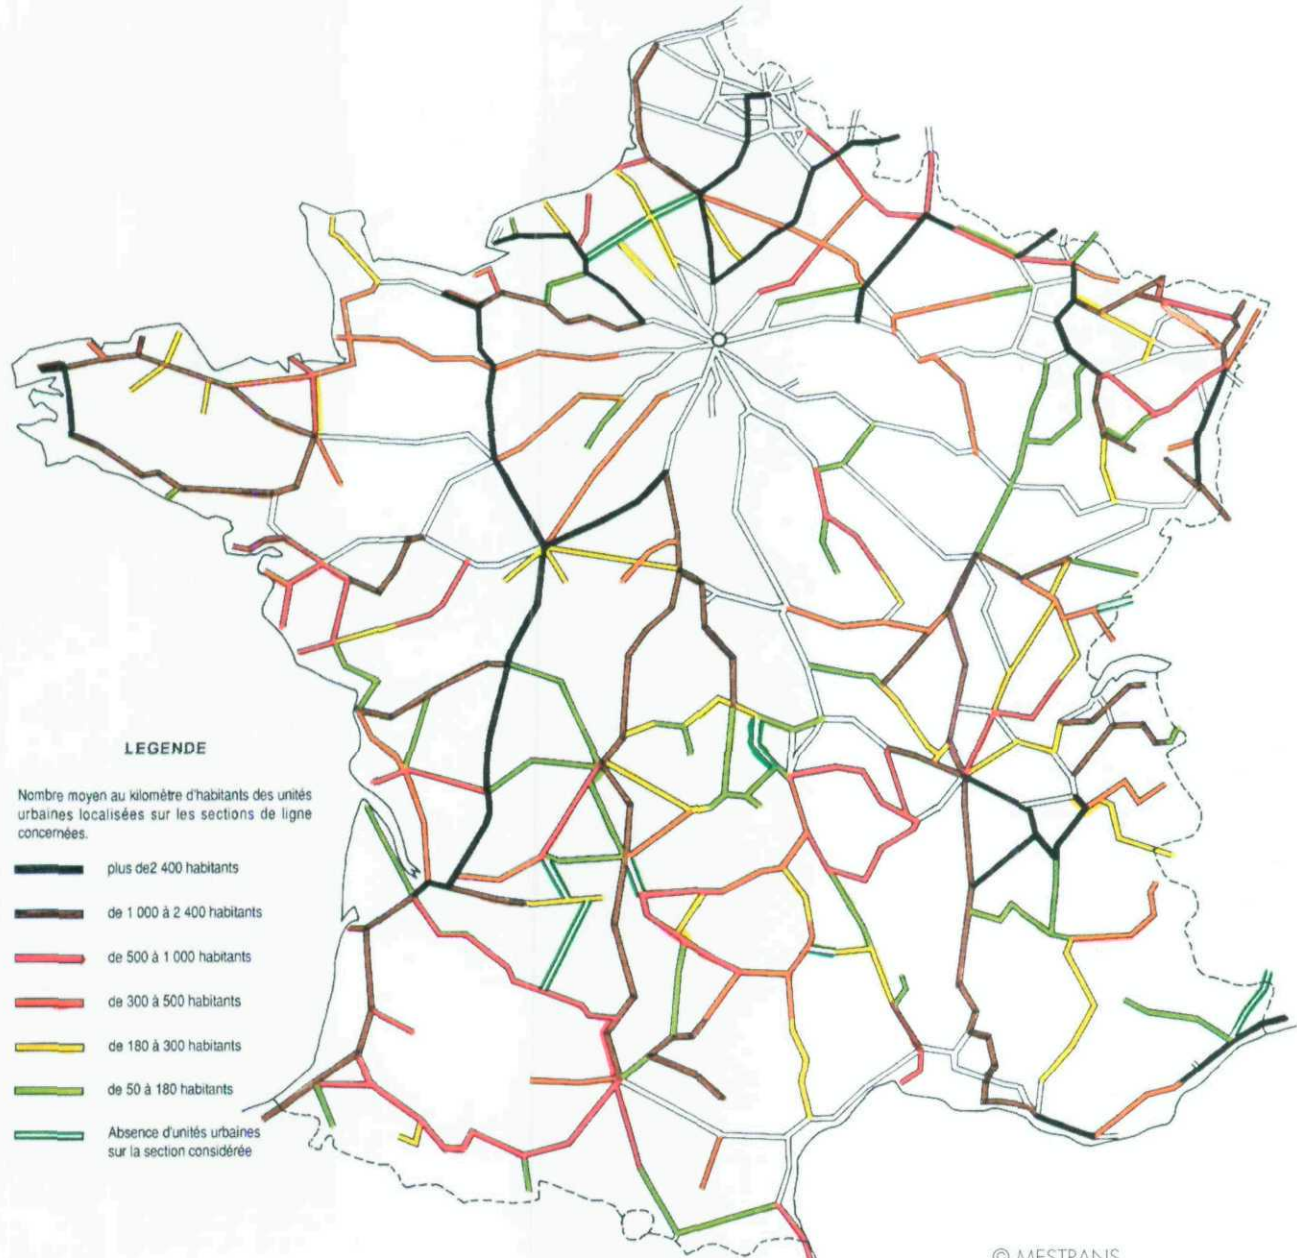 LEGENDE
Nombre moyen au kilomètre d'habitants des unités
urbaines localisées sur les sections de ligne
concernées.
plus de2 400 habitants
de 1 000 à 2 400 habitants
de 500 à 1 000 habitants
de 300 à 500 habitants
de 180 à 300 habitants
de 50 à 180 habitants
Absence d'unités urbaines
sur la section considérée
© MESTRANS